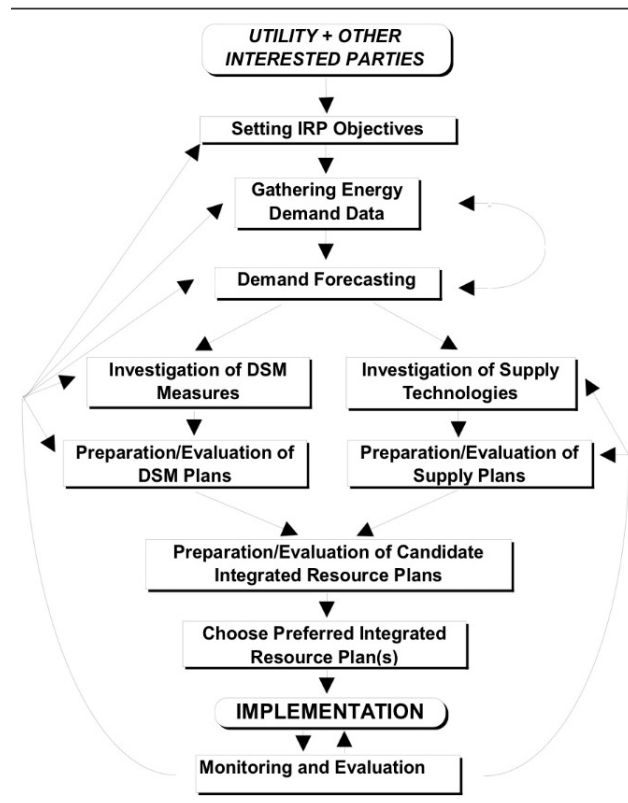 UTILITY + OTHER
INTERESTED PARTIES
Setting IRP Objectives
Gathering Energy
Demand Data
Demand Forecasting
Investigation of DSM
Measures
Investigation of Supply
Technologies
Preparation/Evaluation of
DSM Plans
Preparation/Evaluation of
Supply Plans
Preparation/Evaluation of Candidate
Integrated Resource Plans
Choose Preferred Integrated
Resource Plan(s)
IMPLEMENTATION
Monitoring and Evaluation